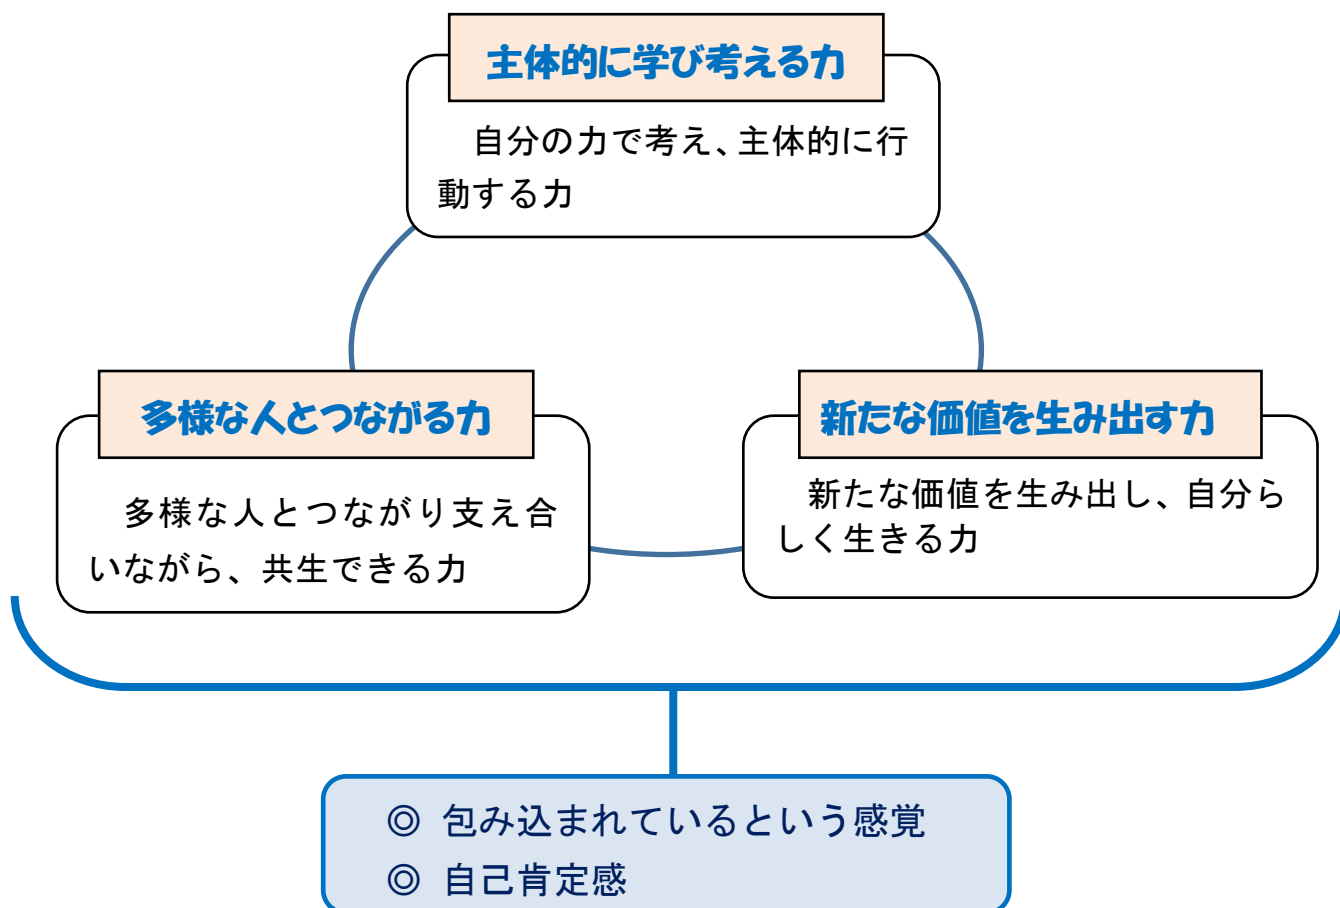 主体的に学び考える力
自分の力で考え、主体的に行
動する力
多様な人とつながる力
多様な人とつながり支え合
いながら、共生できる力
新たな価値を生み出す力
新たな価値を生み出し、自分ら
しく生きる力
◎ 包み込まれているという感覚
◎ 自己肯定感